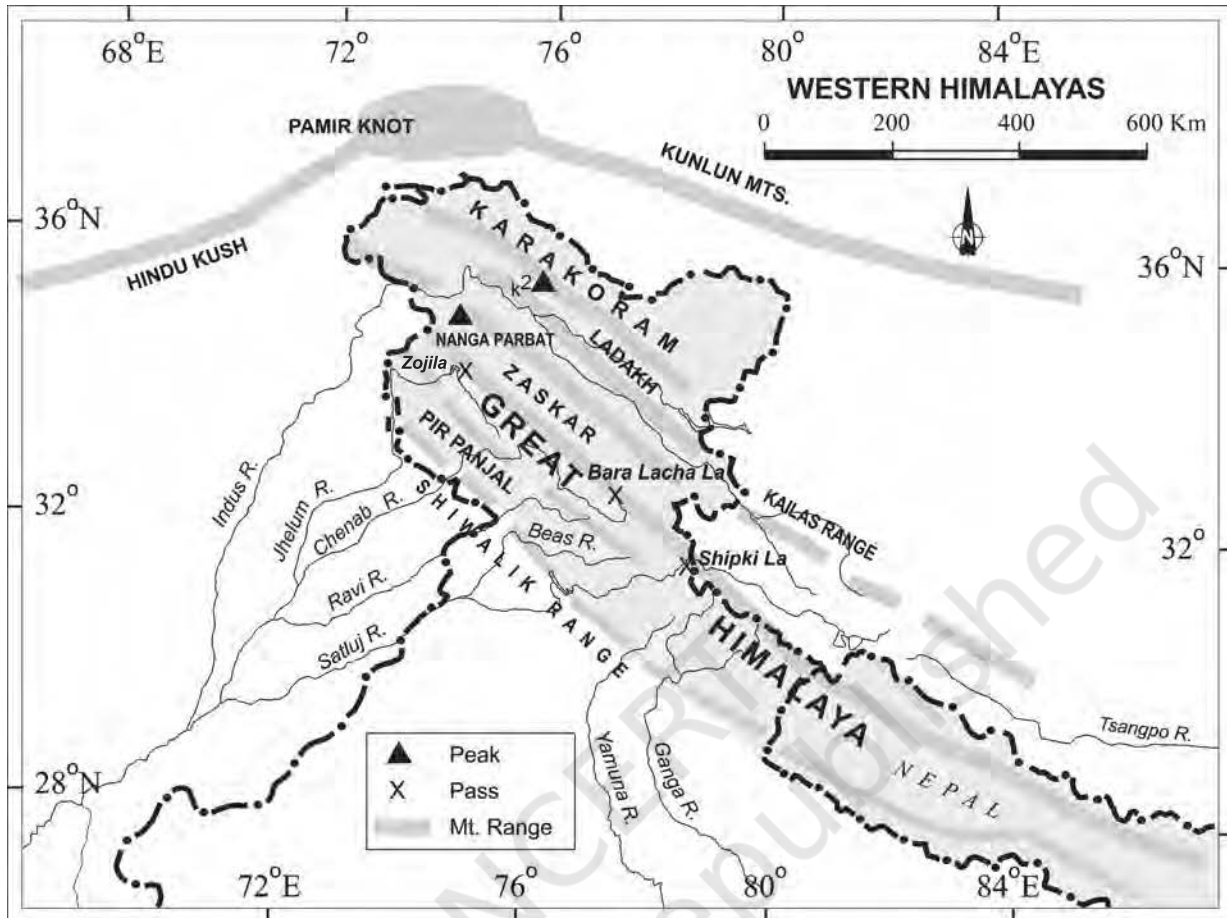 68°E 72° 76° 80° 84°E
WESTERN HIMALAYAS
0 200 400 600 Km
PAMIR KNOT
KUNLUN MTS.
HINDU KUSH
N
36°N
36°N
KARAKORAM
k2
LADAKH
NANGA PARBAT
Zojila
ZASKAR
GREAT
PIR PANJAL
Bara Lacha La
KAILAS RANGE
Indus R.
Jhelum R.
Chenab R.
SHIWALIK RANGE
Beas R.
Shipki La
32°
32°
Ravi R.
Satluj R.
HIMALAYA
Tsangpo R.
NEPAL
Yamuna R.
Ganga R.
Peak
X Pass
Mt. Range
28°N
72°E 76° 80° 84°E
NCERT
republished